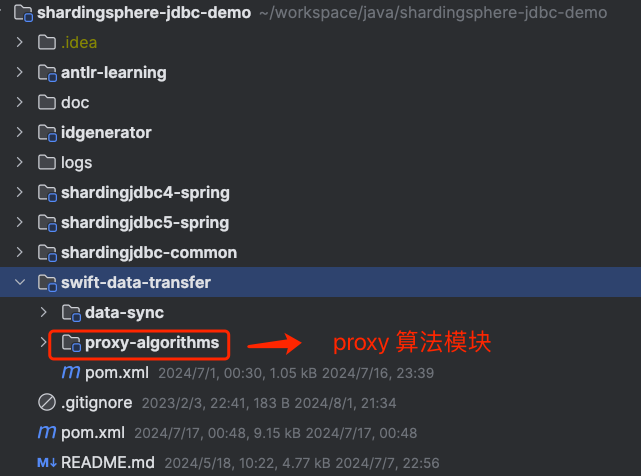 shardingsphere-jdbc-demo ~/workspace/java/shardingsphere-jdbc-demo
.idea
antlr-learning
doc
idgenerator
logs
shardingjdbc4-spring
shardingjdbc5-spring
shardingjdbc-common
swift-data-transfer
data-sync
proxy-algorithms proxy 算法模块
m pom.xml 2024/7/1, 00:30, 1.05 kB 2024/7/16, 23:39
.gitignore 2023/2/3, 22:41, 183 B 2024/8/1, 21:34
m pom.xml 2024/7/17, 00:48, 9.15 kB 2024/7/17, 00:48
M↓ README.md 2024/5/18, 10:22, 4.77 kB 2024/7/7, 22:56